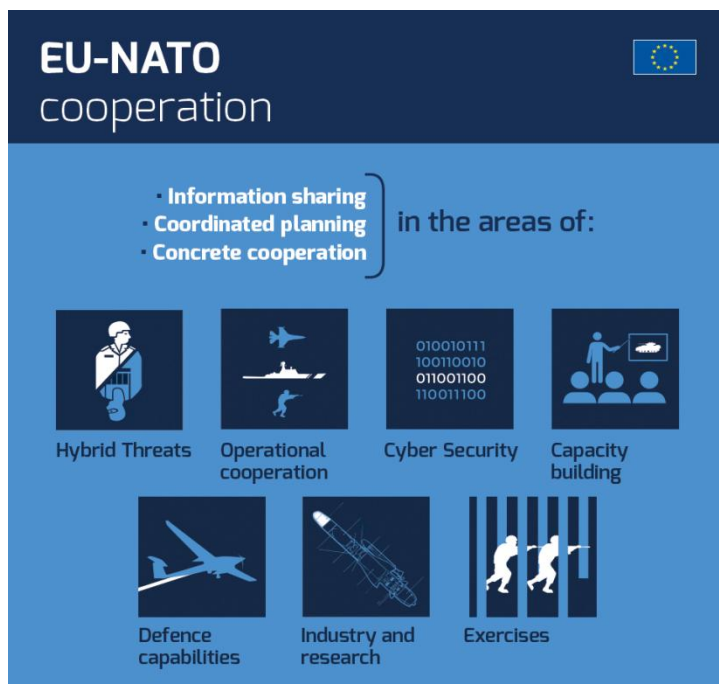 EU-NATO
cooperation
· Information sharing
· Coordinated planning
· Concrete cooperation
in the areas of:
010010111
100110010
011001100
110011100
Hybrid Threats
Operational
cooperation
Cyber Security
Capacity
building
Defence
capabilities
Industry and
research
Exercises